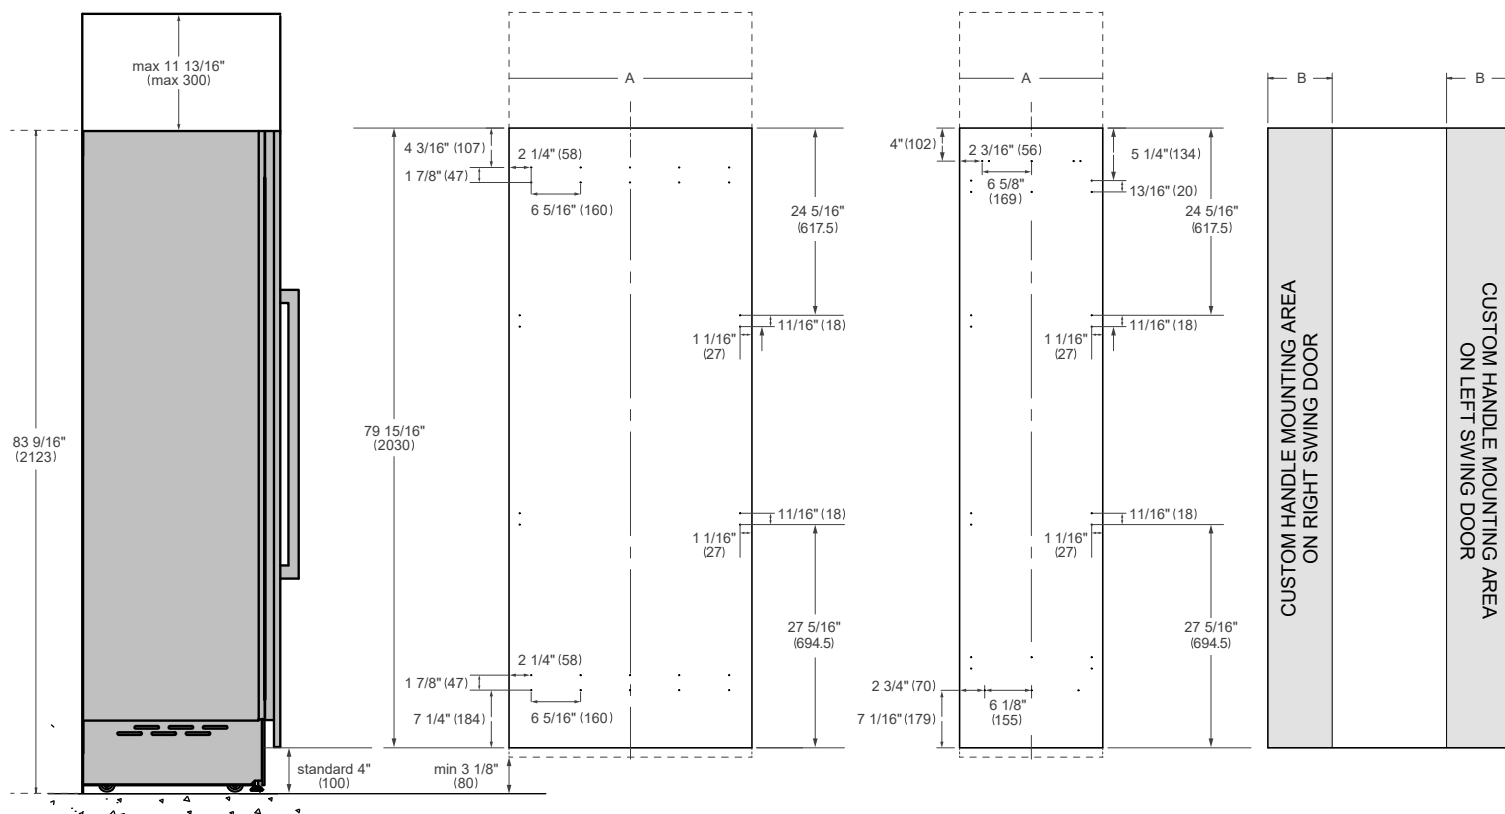 max 11 13/16"
(max 300)
83 9/16"
(2123)
standard 4"
(100)
A
4 3/16" (107)
2 1/4" (58)
1 7/8" (47)
6 5/16" (160)
24 5/16"
(617.5)
11/16" (18)
1 1/16"
(27)
79 15/16"
(2030)
11/16" (18)
1 1/16"
(27)
27 5/16"
(694.5)
2 1/4" (58)
1 7/8" (47)
7 1/4" (184)
6 5/16" (160)
min 3 1/8"
(80)
A
4" (102)
2 3/16" (56)
5 1/4" (134)
6 5/8"
(169)
13/16" (20)
24 5/16"
(617.5)
11/16" (18)
1 1/16"
(27)
11/16" (18)
1 1/16"
(27)
27 5/16"
(694.5)
2 3/4" (70)
7 1/16" (179)
6 1/8"
(155)
B
B
CUSTOM HANDLE MOUNTING AREA
ON RIGHT SWING DOOR
CUSTOM HANDLE MOUNTING AREA
ON LEFT SWING DOOR